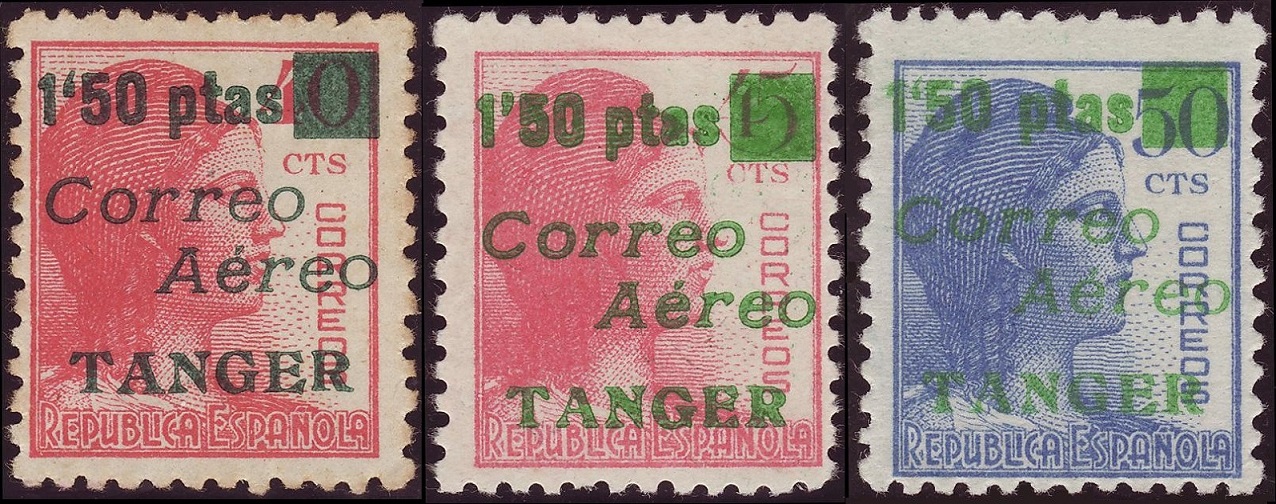 1'50 ptas 40
CTS
Correo
Aéreo
CORREOS
TANGER
REPUBLICA ESPAÑOLA
1'50 ptas 45
CTS
Correo
Aéreo
CORREOS
TANGER
REPUBLICA ESPAÑOLA
1'50 ptas 50
CTS
Correo
Aéreo
CORREOS
TANGER
REPUBLICA ESPAÑOLA